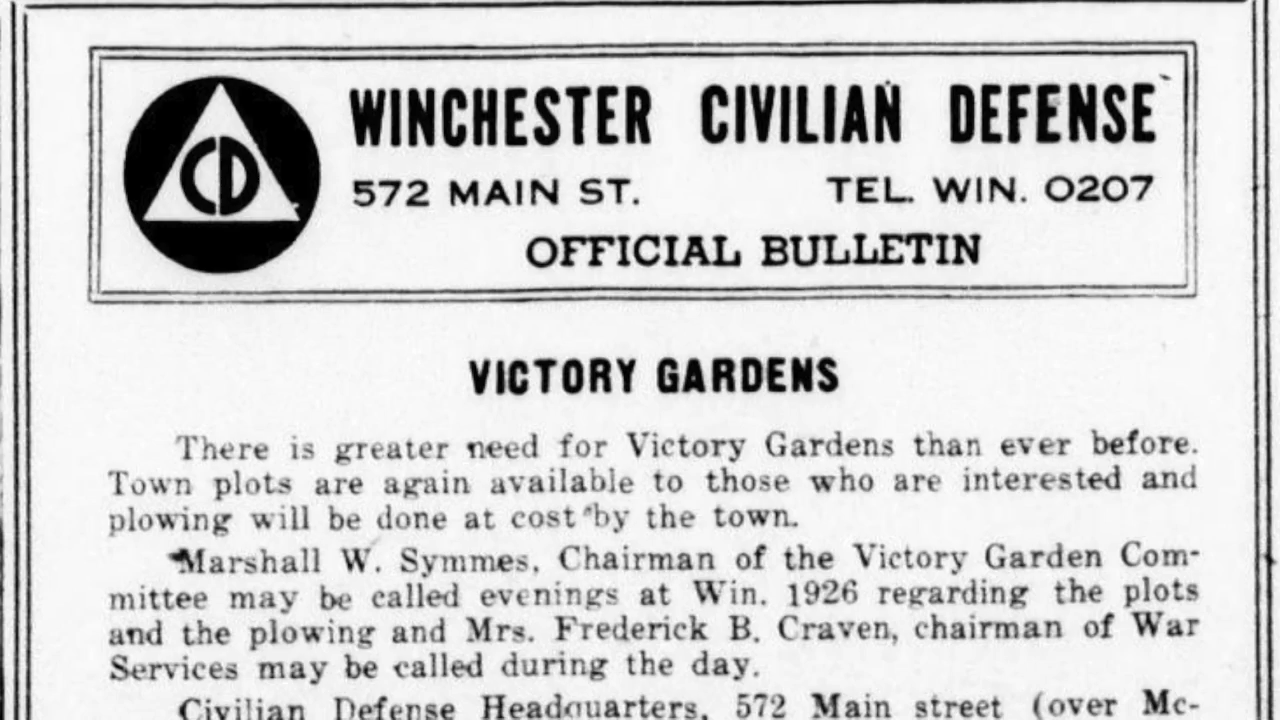 CD
WINCHESTER CIVILIAN DEFENSE
572 MAIN ST. TEL. WIN. 0207
OFFICIAL BULLETIN
VICTORY GARDENS
There is greater need for Victory Gardens than ever before.
Town plots are again available to those who are interested and
plowing will be done at cost by the town.
Marshall W. Symmes, Chairman of the Victory Garden Com-
mittee may be called evenings at Win. 1926 regarding the plots
and the plowing and Mrs. Frederick B. Craven, chairman of War
Services may be called during the day.
Civilian Defense Headquarters, 572 Main street (over Mc-